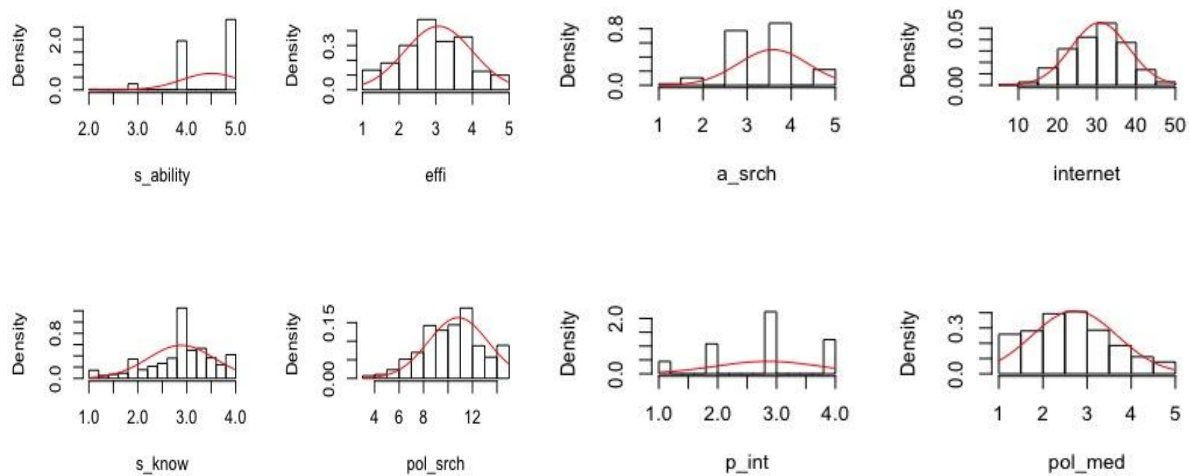 Density 0.0 2.0
2.0 3.0 4.0 5.0
s_ability
Density 0.0 0.3
1 2 3 4 5
effi
Density 0.0 0.8
1 2 3 4 5
a_srch
Density 0.00 0.05
10 20 30 40 50
internet
Density 0.0 0.8
1.0 2.0 3.0 4.0
s_know
Density 0.00 0.15
4 6 8 12
pol_srch
Density 0.0 2.0
1.0 2.0 3.0 4.0
p_int
Density 0.0 0.3
1 2 3 4 5
pol_med